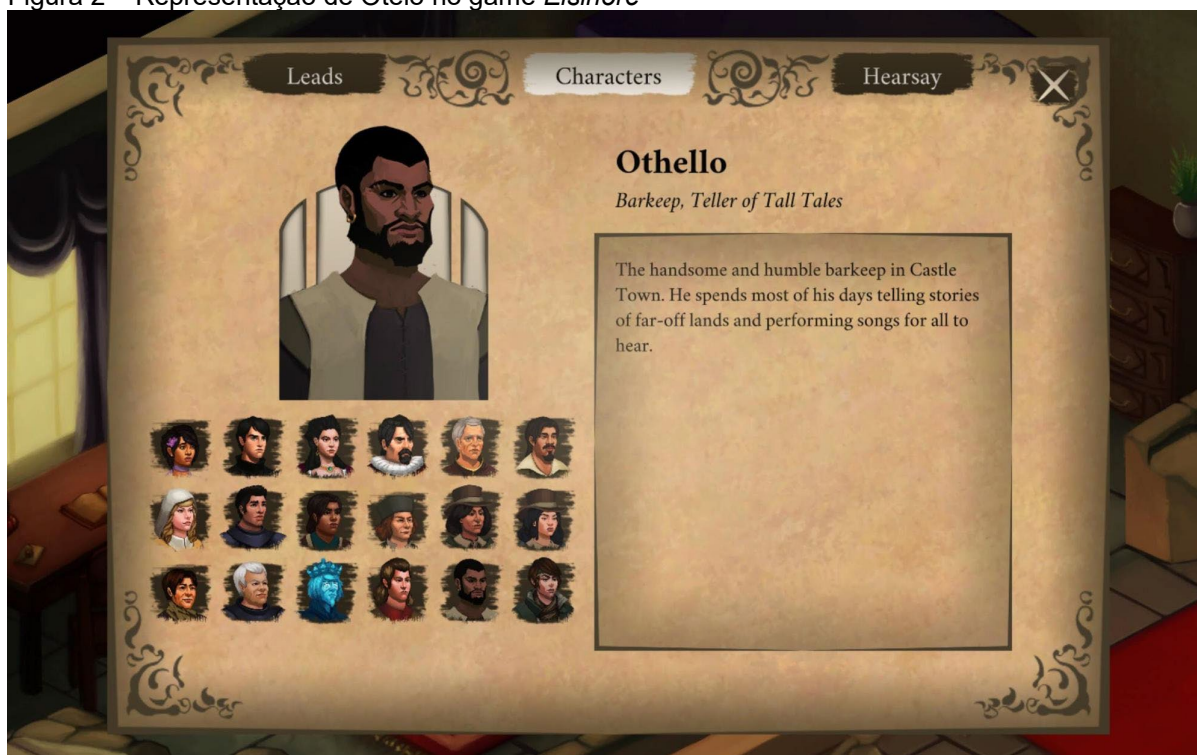 Figura 2 – Representação de Otelo no game Elsinore
Leads
Characters
Hearsay
Othello
Barkeep, Teller of Tall Tales
The handsome and humble barkeep in Castle
Town. He spends most of his days telling stories
of far-off lands and performing songs for all to
hear.